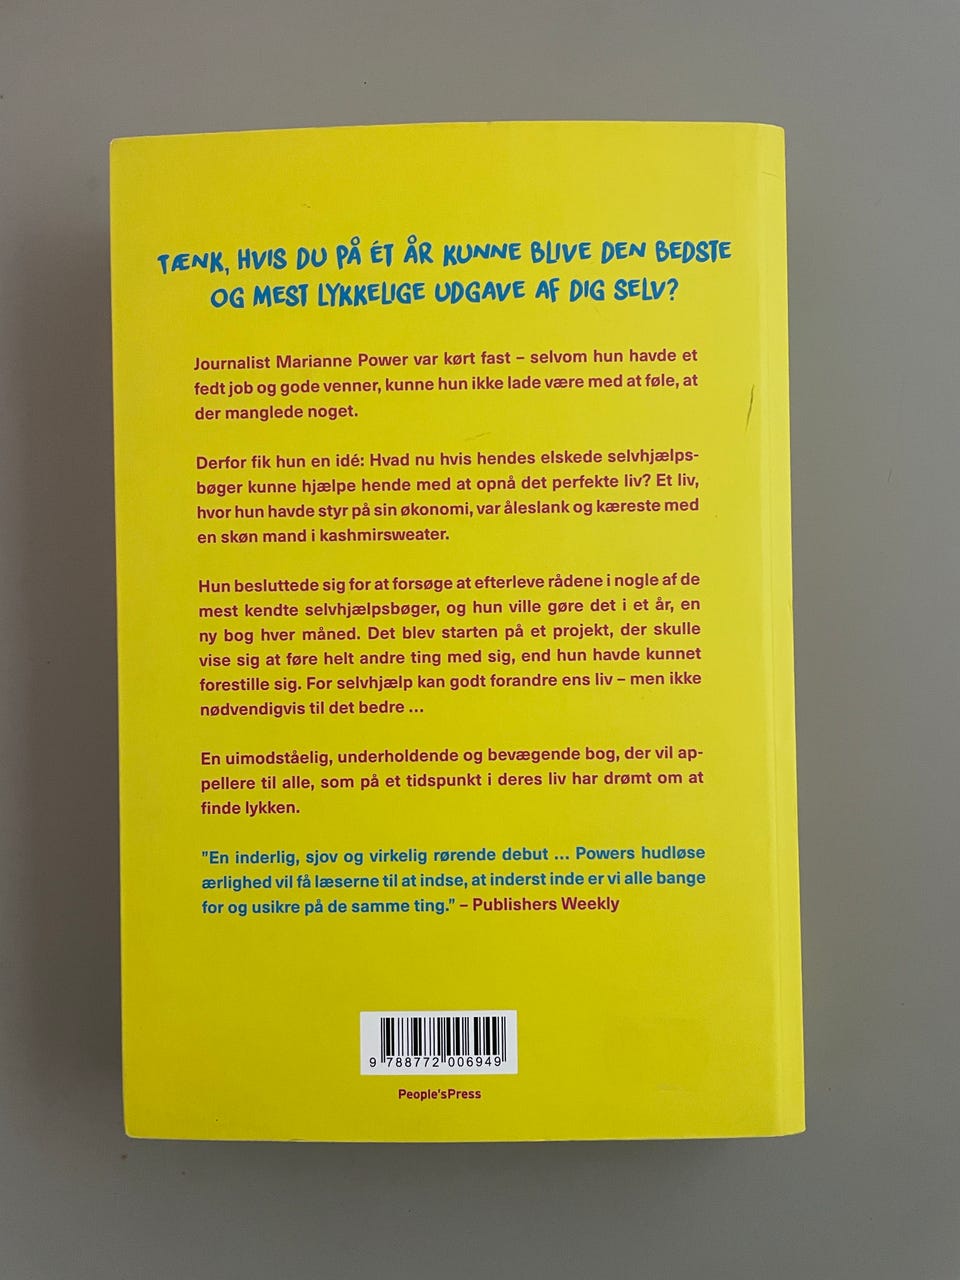 TÆNK, HVIS DU PÅ ÉT ÅR KUNNE BLIVE DEN BEDSTE
OG MEST LYKKELIGE UDGAVE AF DIG SELV?
Journalist Marianne Power var kørt fast – selvom hun havde et
fedt job og gode venner, kunne hun ikke lade være med at føle, at
der manglede noget.
Derfor fik hun en idé: Hvad nu hvis hendes elskede selvhjælps-
bøger kunne hjælpe hende med at opnå det perfekte liv? Et liv,
hvor hun havde styr på sin økonomi, var åleslank og kæreste med
en skøn mand i kashmirsweater.
Hun besluttede sig for at forsøge at efterleve rådene i nogle af de
mest kendte selvhjælpsbøger, og hun ville gøre det i et år, en
ny bog hver måned. Det blev starten på et projekt, der skulle
vise sig at føre helt andre ting med sig, end hun havde kunnet
forestille sig. For selvhjælp kan godt forandre ens liv – men ikke
nødvendigvis til det bedre ...
En uimodståelig, underholdende og bevægende bog, der vil ap-
pellere til alle, som på et tidspunkt i deres liv har drømt om at
finde lykken.
"En inderlig, sjov og virkelig rørende debut ... Powers hudløse
ærlighed vil få læserne til at indse, at inderst inde er vi alle bange
for og usikre på de samme ting." – Publishers Weekly
9 788772 006949
People'sPress